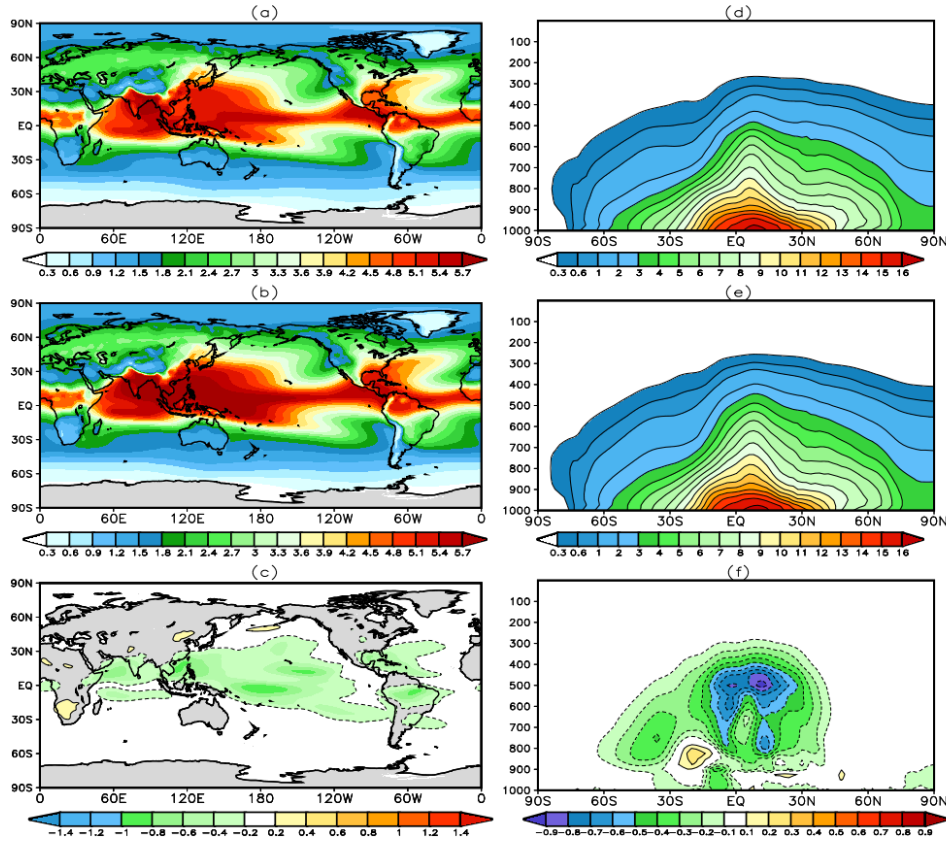 (a)
90N
60N
30N
EQ
30S
60S
90S
0 60E 120E 180 120W 60W 0
0.3 0.6 0.9 1.2 1.5 1.8 2.1 2.4 2.7 3 3.3 3.6 3.9 4.2 4.5 4.8 5.1 5.4 5.7
(d)
100
200
300
400
500
600
700
800
900
1000
90S 60S 30S EQ 30N 60N 90N
0.3 0.6 1 2 3 4 5 6 7 8 9 10 11 13 14 15 16
(b)
90N
60N
30N
EQ
30S
60S
90S
0 60E 120E 180 120W 60W 0
0.3 0.6 0.9 1.2 1.5 1.8 2.1 2.4 2.7 3 3.3 3.6 3.9 4.2 4.5 4.8 5.1 5.4 5.7
(e)
100
200
300
400
500
600
700
800
900
1000
90S 60S 30S EQ 30N 60N 90N
0.3 0.6 1 2 3 4 5 6 7 8 9 10 11 13 14 15 16
(c)
90N
60N
30N
EQ
30S
60S
90S
0 60E 120E 180 120W 60W 0
-1.4 -1.2 -1 -0.8 -0.6 -0.4 -0.2 0.2 0.4 0.6 0.8 1 1.2 1.4
(f)
100
200
300
400
500
600
700
800
900
1000
90S 60S 30S EQ 30N 60N 90N
-0.9 -0.8 -0.7 -0.6 -0.5 -0.4 -0.3 -0.2 -0.1 0.1 0.2 0.3 0.4 0.5 0.6 0.7 0.8 0.9